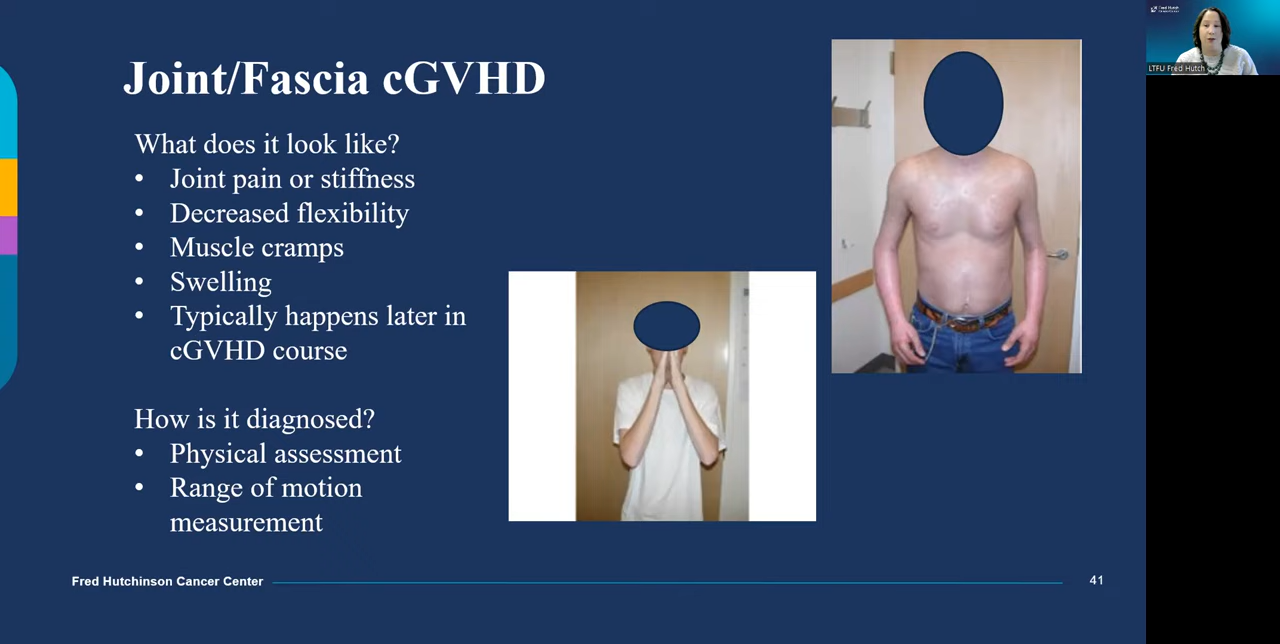 Joint/Fascia cGVHD
What does it look like?
• Joint pain or stiffness
• Decreased flexibility
• Muscle cramps
• Swelling
• Typically happens later in
cGVHD course
How is it diagnosed?
• Physical assessment
• Range of motion
measurement
Fred Hutchinson Cancer Center
41
Fred Hutch
LTFU Fred Hutch